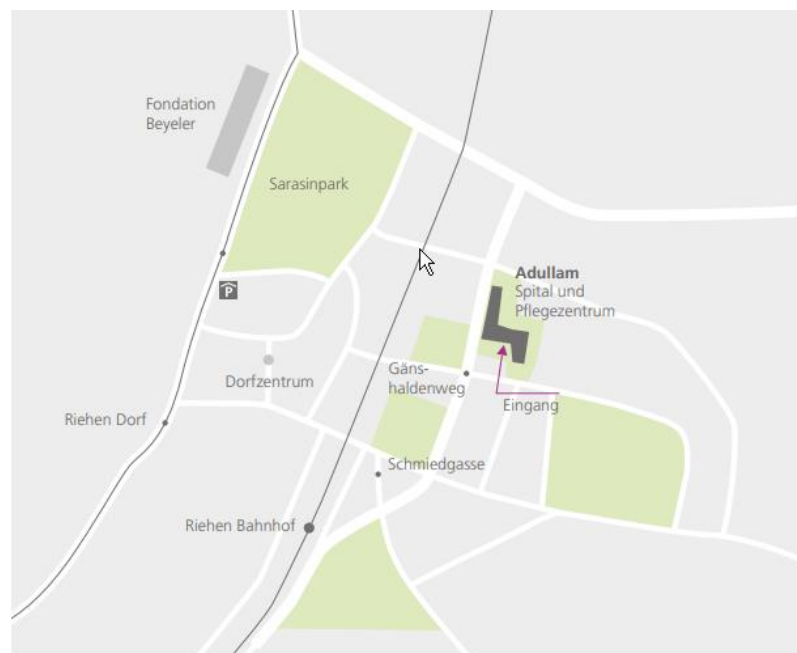 Fondation
Beyeler
Sarasinpark
P
Adullam
Spital und
Pflegezentrum
Gäns-
haldenweg
Dorfzentrum
Eingang
Riehen Dorf
Schmiedgasse
Riehen Bahnhof